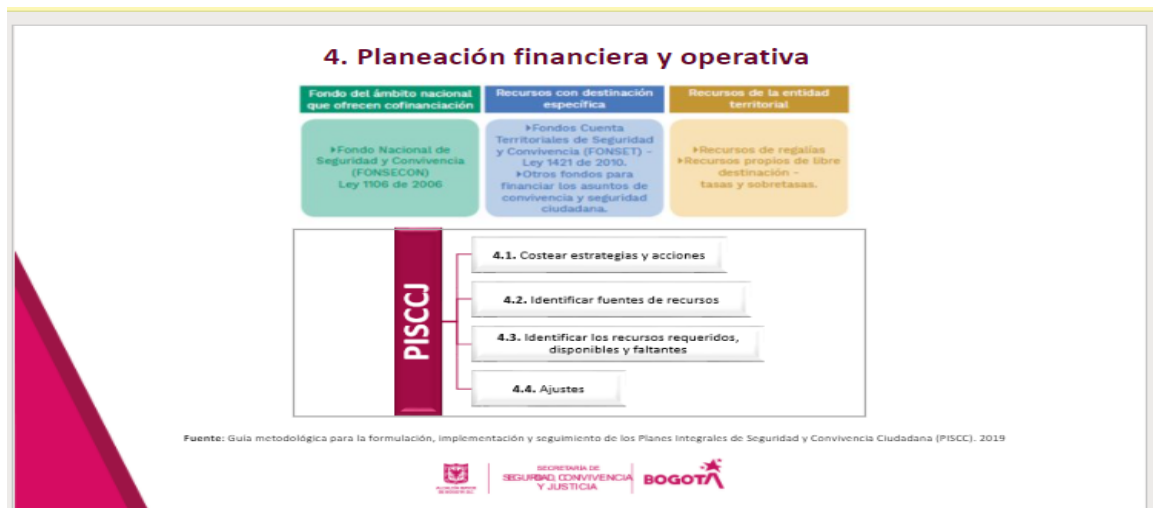 4. Planeación financiera y operativa
Fondo del ámbito nacional
que ofrecen cofinanciación
Recursos con destinación
específica
Recursos de la entidad
territorial
▸Fondo Nacional de
Seguridad y Convivencia
(FONSECON)
Ley 1106 de 2006
▸Fondos Cuenta
Territoriales de Seguridad
y Convivencia (FONSET) –
Ley 1421 de 2010.
▸Otros fondos para
financiar los asuntos de
convivencia y seguridad
ciudadana.
▸Recursos de regalías
▸Recursos propios de libre
destinación –
tasas y sobretasas.
PISCCJ
4.1. Costear estrategias y acciones
4.2. Identificar fuentes de recursos
4.3. Identificar los recursos requeridos,
disponibles y faltantes
4.4. Ajustes
Fuente: Guía metodológica para la formulación, implementación y seguimiento de los Planes Integrales de Seguridad y Convivencia Ciudadana (PISCC). 2019
ALCALDÍA MAYOR
DE BOGOTÁ D.C.
SECRETARÍA DE
SEGURIDAD, CONVIVENCIA
Y JUSTICIA
BOGOTÁ